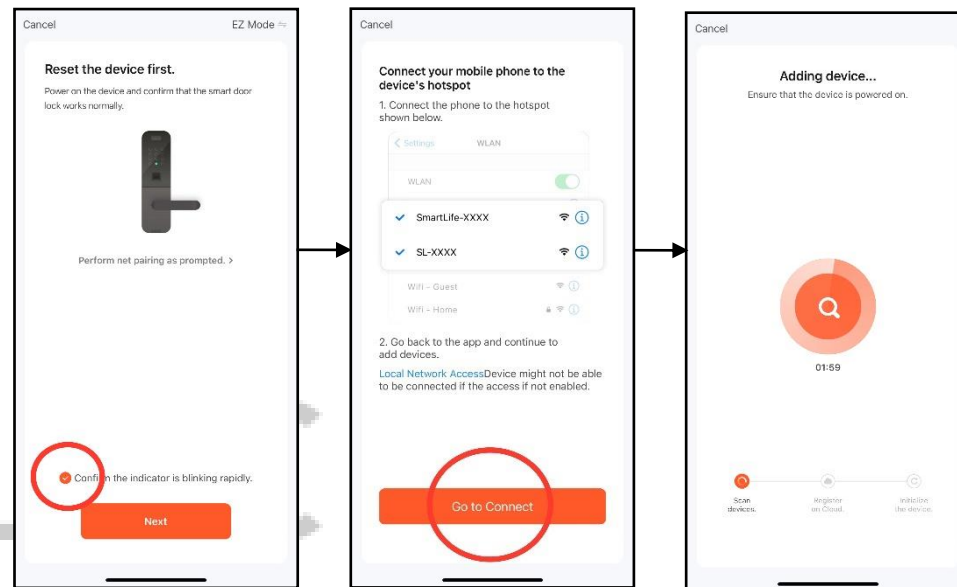 Cancel
EZ Mode
Reset the device first.
Power on the device and confirm that the smart door
lock works normally.
Perform net pairing as prompted. >
Confirm the indicator is blinking rapidly.
Next
Cancel
Connect your mobile phone to the
device's hotspot
1. Connect the phone to the hotspot
shown below.
Settings
WLAN
WLAN
SmartLife-XXXX
SL-XXXX
Wifi - Guest
Wifi - Home
2. Go back to the app and continue to
add devices.
Local Network AccessDevice might not be able
to be connected if the access if not enabled.
Go to Connect
Cancel
Adding device...
Ensure that the device is powered on.
01:59
Scan
devices.
Register
on Cloud.
Initialize
the device.